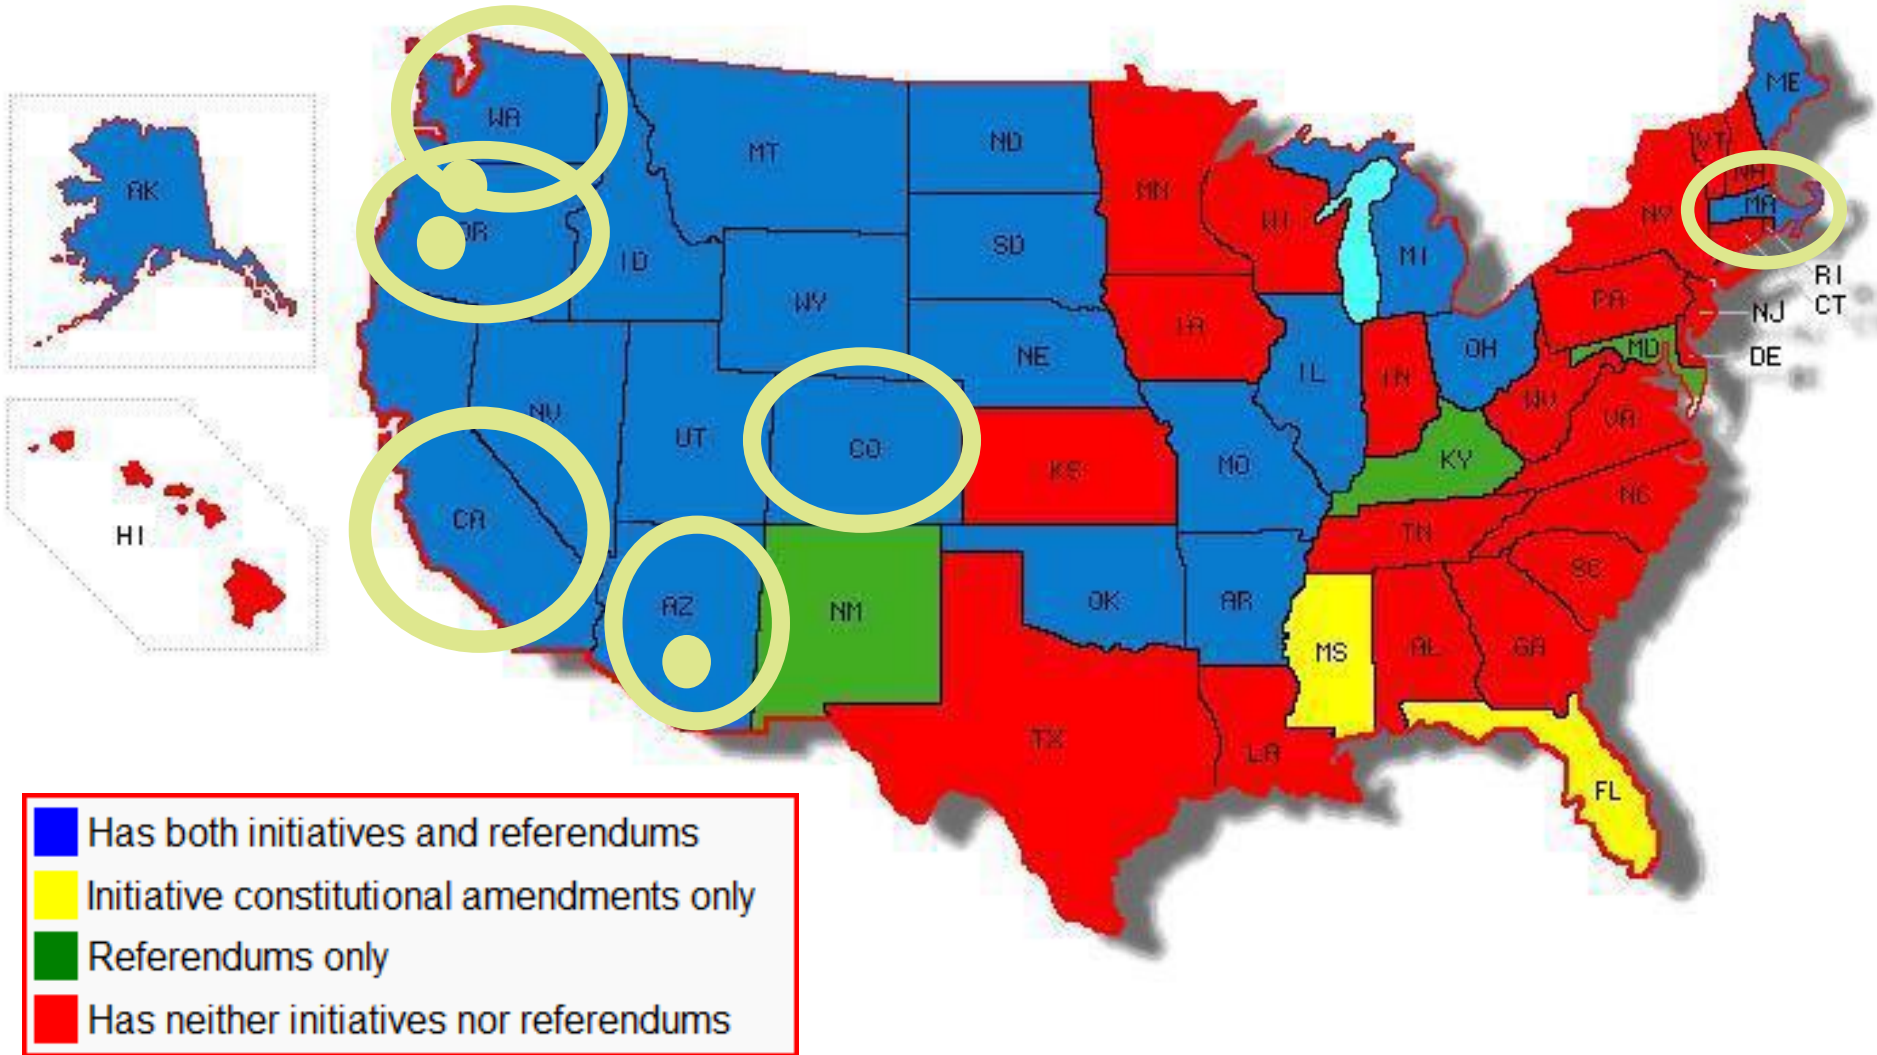 WA
MT
ND
MN
ME
VT
NH
AK
OR
ID
SD
WI
MI
NY
MA
WY
NE
IA
PA
RI
CT
NJ
OH
MD
DE
NV
UT
CO
KS
MO
IL
IN
WV
VA
KY
CA
HI
AZ
NM
OK
AR
TN
NC
SC
MS
AL
GA
TX
LA
FL
Has both initiatives and referendums
Initiative constitutional amendments only
Referendums only
Has neither initiatives nor referendums